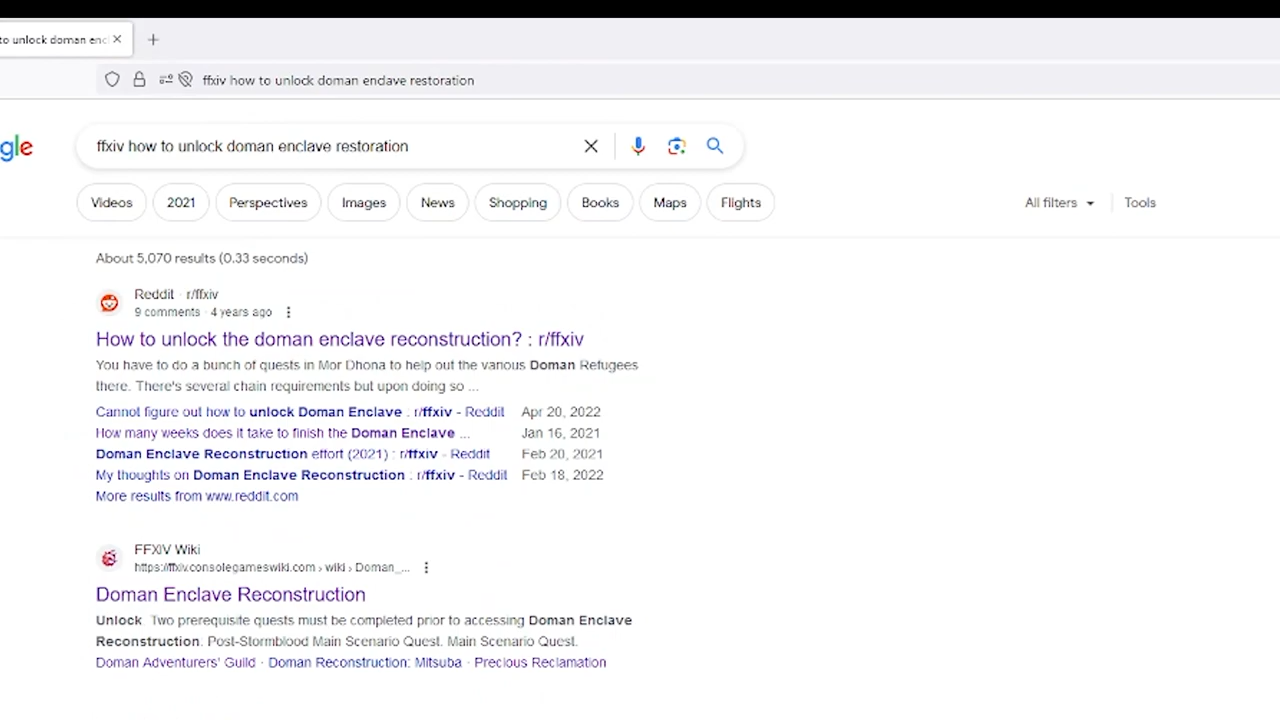 to unlock doman enc
ffxiv how to unlock doman enclave restoration
gle
ffxiv how to unlock doman enclave restoration
Videos 2021 Perspectives Images News Shopping Books Maps Flights All filters Tools
About 5,070 results (0.33 seconds)
Reddit · r/ffxiv
9 comments · 4 years ago
How to unlock the doman enclave reconstruction? : r/ffxiv
You have to do a bunch of quests in Mor Dhona to help out the various Doman Refugees
there. There's several chain requirements but upon doing so ...
Cannot figure out how to unlock Doman Enclave : r/ffxiv - Reddit Apr 20, 2022
How many weeks does it take to finish the Doman Enclave ... Jan 16, 2021
Doman Enclave Reconstruction effort (2021) : r/ffxiv - Reddit Feb 20, 2021
My thoughts on Doman Enclave Reconstruction : r/ffxiv - Reddit Feb 18, 2022
More results from www.reddit.com
FFXIV Wiki
https://ffxiv.consolegameswiki.com › wiki › Doman_...
Doman Enclave Reconstruction
Unlock Two prerequisite quests must be completed prior to accessing Doman Enclave
Reconstruction: Post-Stormblood Main Scenario Quest. Main Scenario Quest.
Doman Adventurers' Guild · Doman Reconstruction: Mitsuba · Precious Reclamation